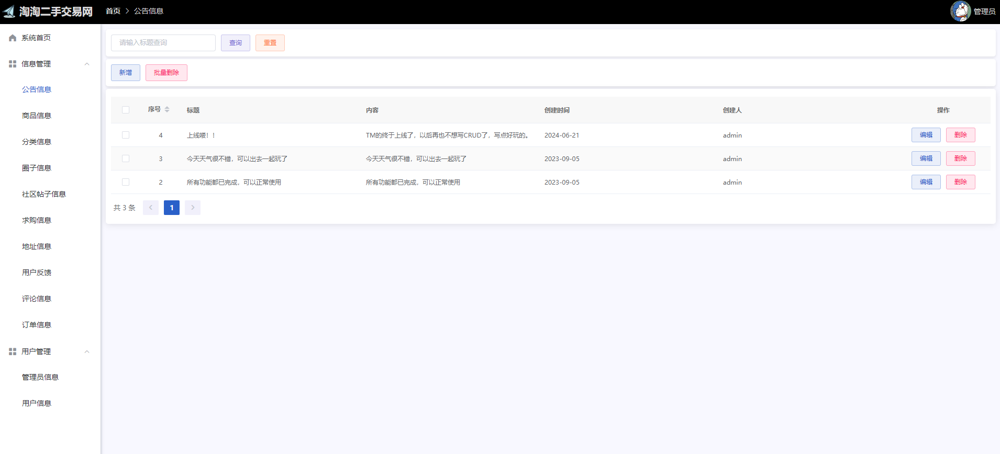 淘淘二手交易网
首页 > 公告信息
管理员
系统首页
信息管理
公告信息
商品信息
分类信息
圈子信息
社区帖子信息
求购信息
地址信息
用户反馈
评论信息
订单信息
用户管理
管理员信息
用户信息
请输入标题查询 查询 重置
新增 批量删除
序号 标题 内容 创建时间 创建人 操作
4 上线喽！！ TM的终于上线了，以后再也不想写CRUD了，写点好玩的。 2024-06-21 admin 编辑 删除
3 今天天气很不错，可以出去一起玩了 今天天气很不错，可以出去一起玩了 2023-09-05 admin 编辑 删除
2 所有功能都已完成，可以正常使用 所有功能都已完成，可以正常使用 2023-09-05 admin 编辑 删除
共 3 条 < 1 >